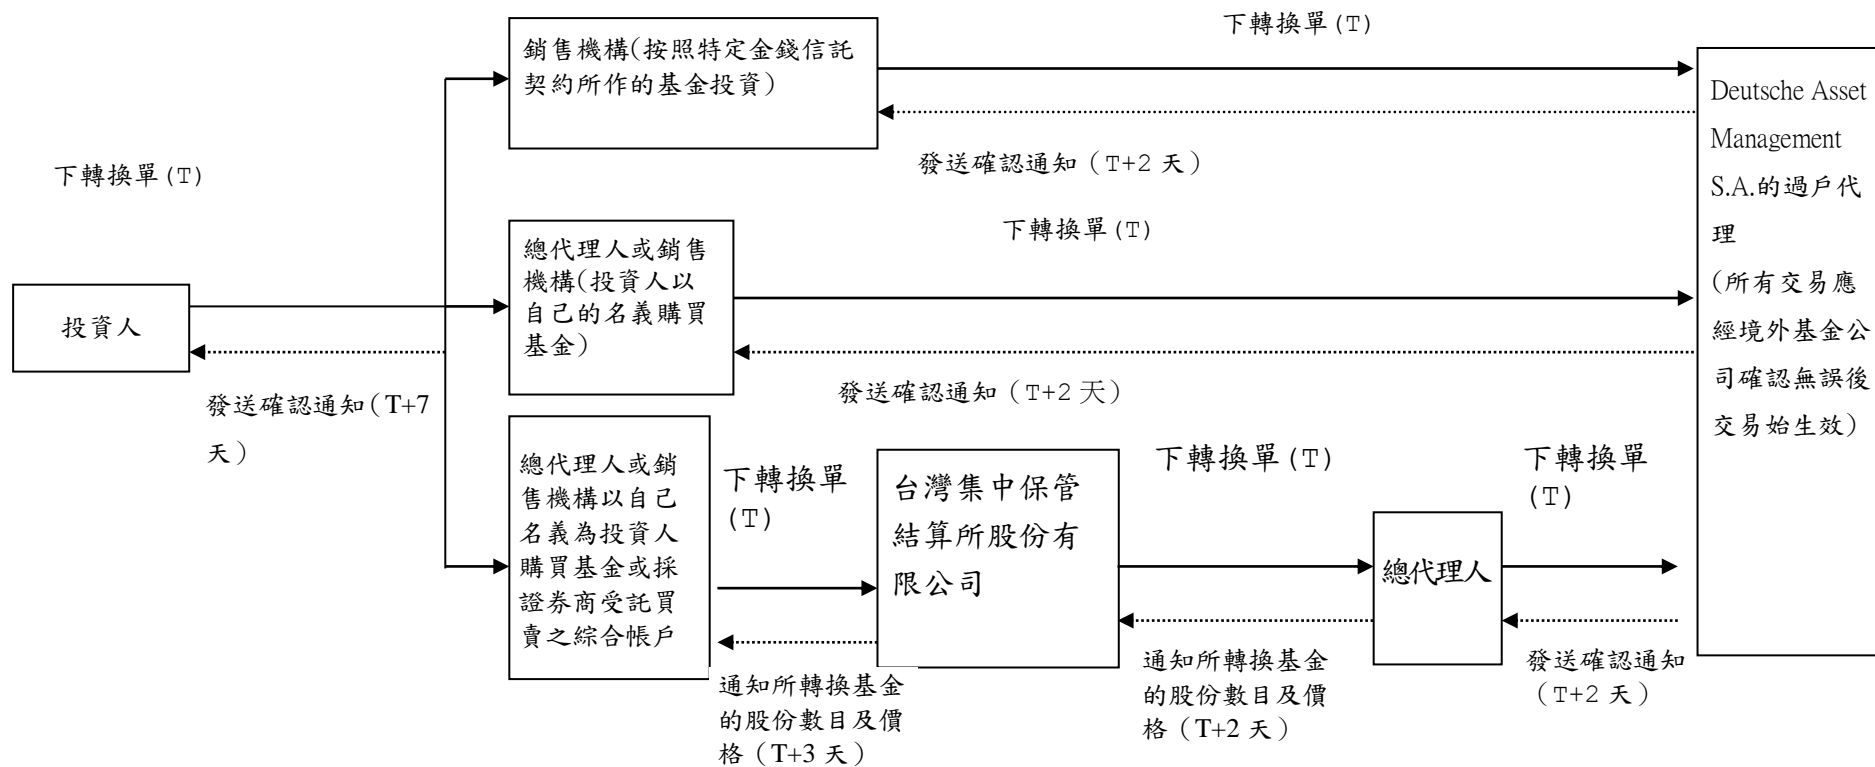 下轉換單(T)
銷售機構(按照特定金錢信託
契約所作的基金投資)
下轉換單(T)
發送確認通知（T+2 天）
Deutsche Asset
Management
S.A.的過戶代
理
(所有交易應
經境外基金公
司確認無誤後
交易始生效)
總代理人或銷售
機構(投資人以
自己的名義購買
基金)
下轉換單(T)
發送確認通知（T+2 天）
投資人
發送確認通知（T+7
天）
總代理人或銷
售機構以自己
名義為投資人
購買基金或採
證券商受託買
賣之綜合帳戶
下轉換單
(T)
通知所轉換基金
的股份數目及價
格（T+3 天）
台灣集中保管
結算所股份有
限公司
下轉換單(T)
通知所轉換基金
的股份數目及價
格（T+2 天）
總代理人
下轉換單
(T)
發送確認通知
（T+2 天）